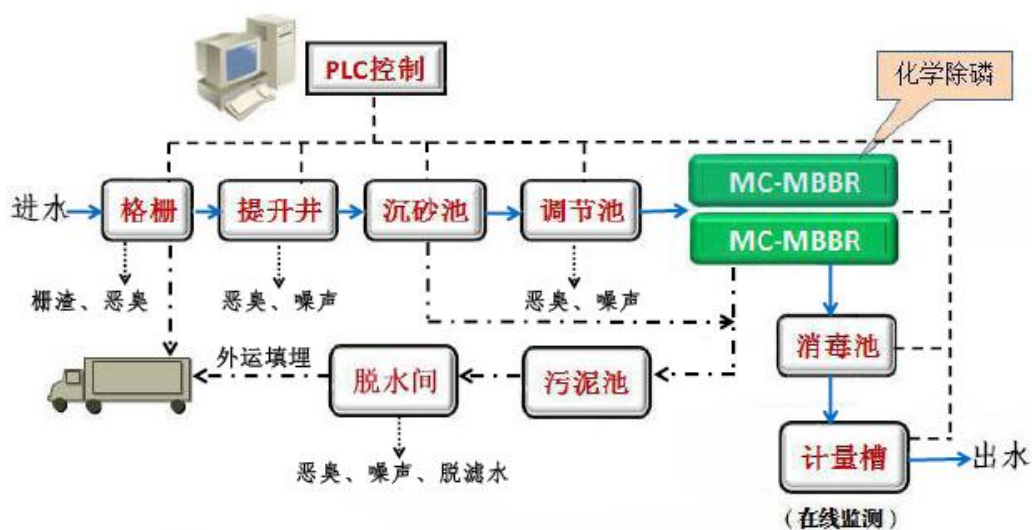 PLC控制
化学除磷
MC-MBBR
进水
格栅
提升井
沉砂池
调节池
MC-MBBR
栅渣、恶臭
恶臭、噪声
恶臭、噪声
消毒池
外运填埋
脱水间
污泥池
计量槽
出水
恶臭、噪声、脱滤水
（在线监测）